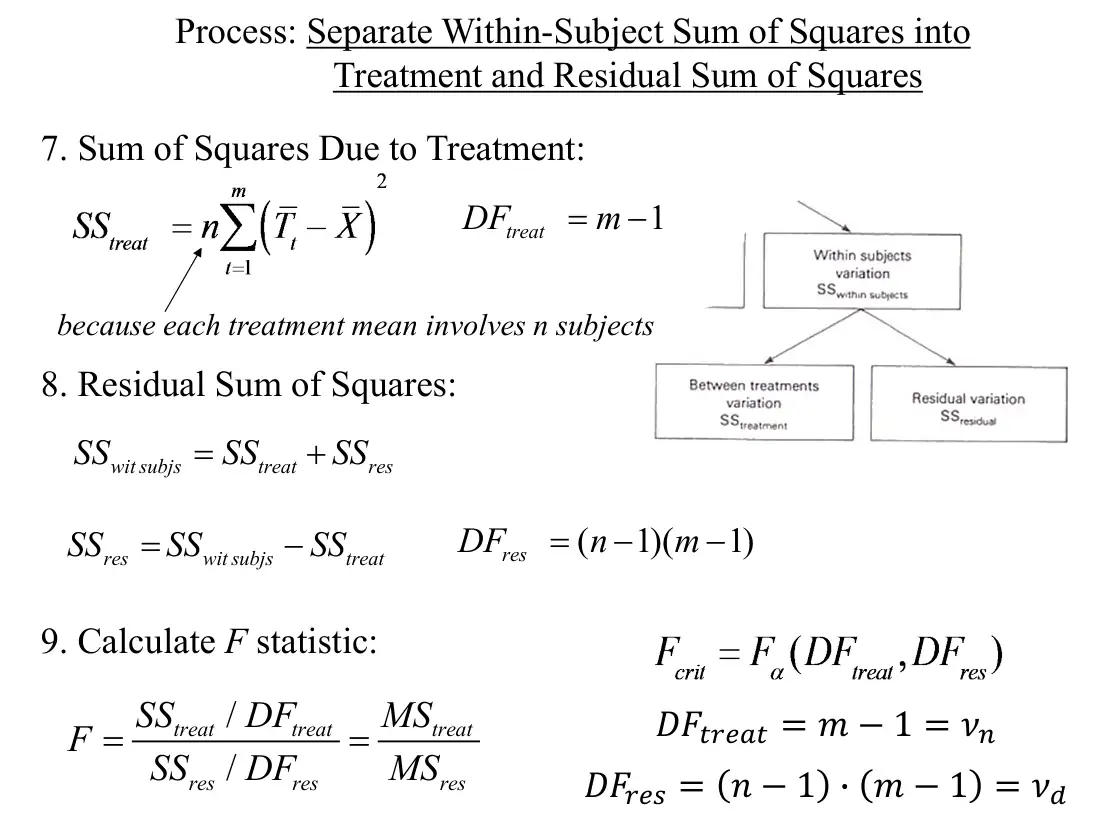 Process: Separate Within-Subject Sum of Squares into
Treatment and Residual Sum of Squares
7. Sum of Squares Due to Treatment:
SS_treat = n∑_{t=1}^{m}(T̅_t − X̅)²
DF_treat = m − 1
because each treatment mean involves n subjects
Within subjects
variation
SS_within subjects
Between treatments
variation
SS_treatment
Residual variation
SS_residual
8. Residual Sum of Squares:
SS_wit subjs = SS_treat + SS_res
SS_res = SS_wit subjs − SS_treat
DF_res = (n − 1)(m − 1)
9. Calculate F statistic:
F = (SS_treat / DF_treat) / (SS_res / DF_res) = MS_treat / MS_res
F_crit = F_α(DF_treat, DF_res)
DF_treat = m − 1 = ν_n
DF_res = (n − 1) · (m − 1) = ν_d